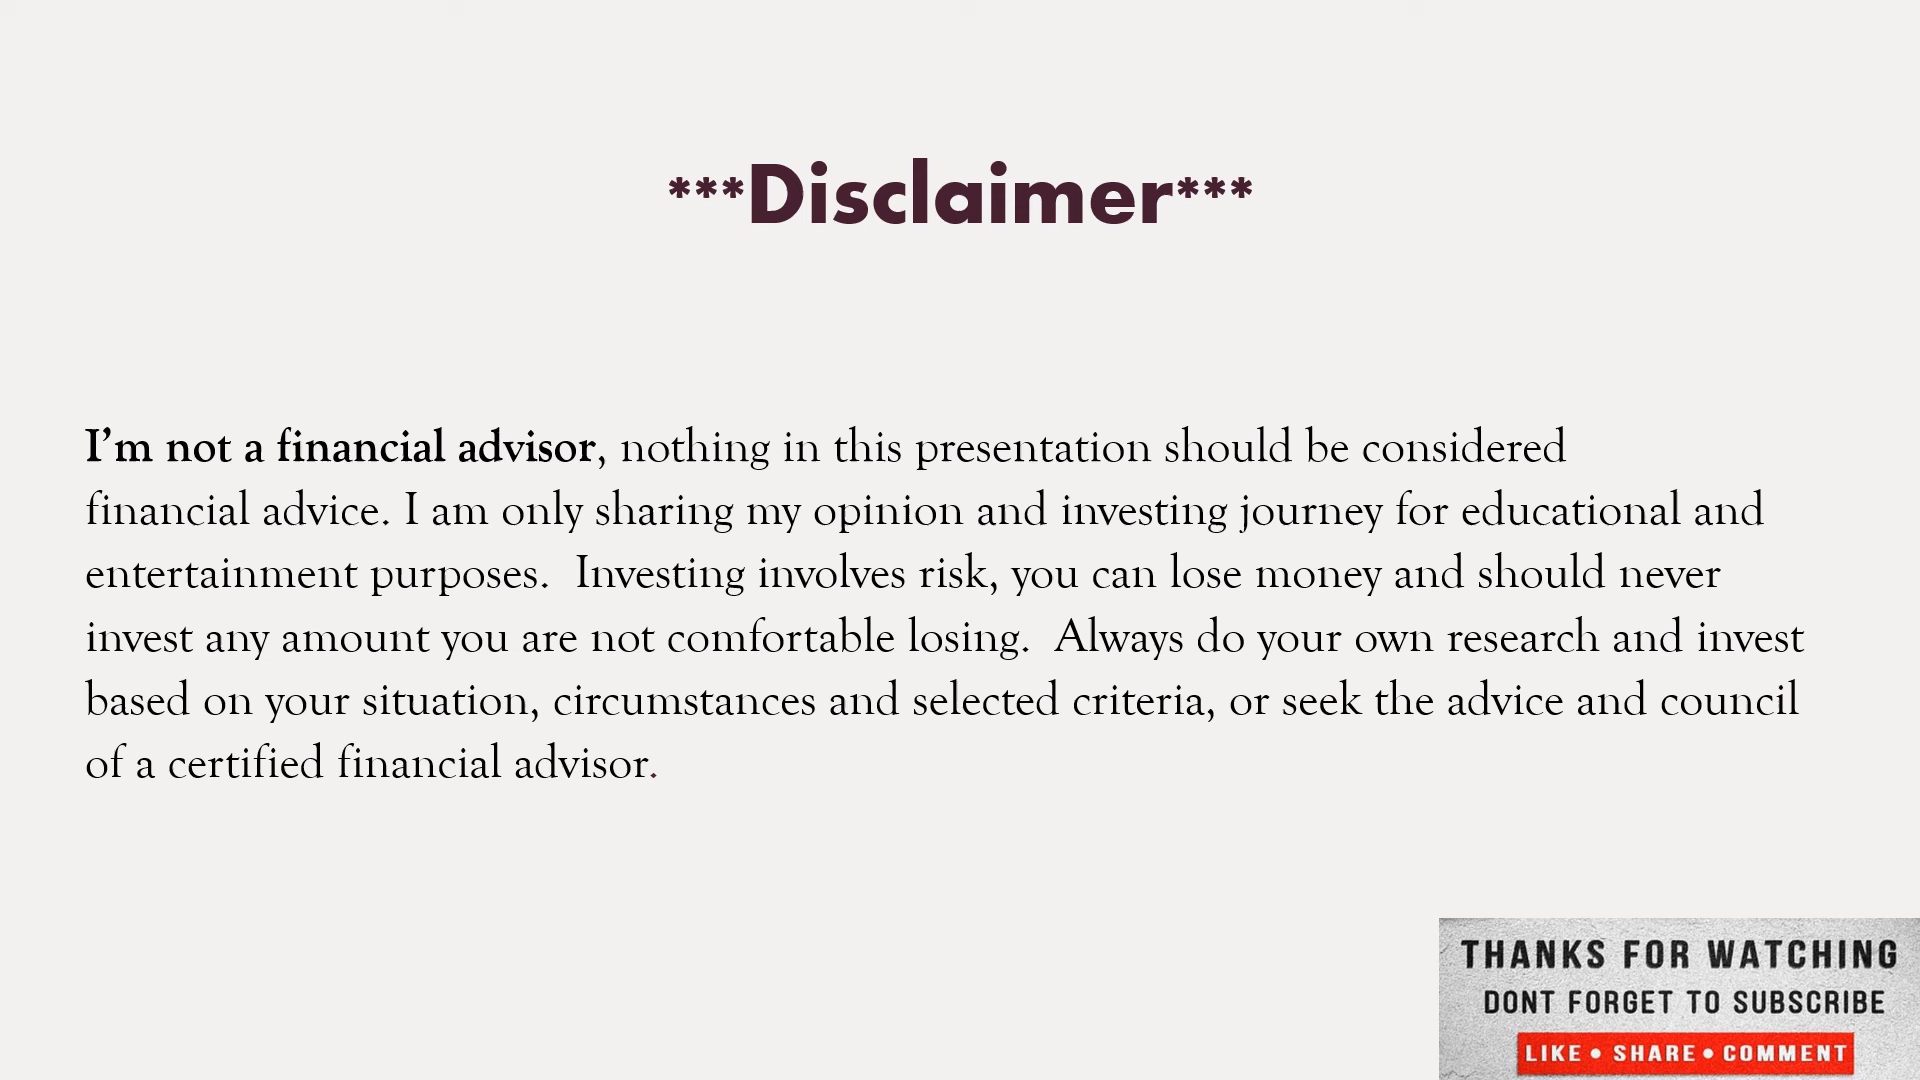 ***Disclaimer***
I’m not a financial advisor, nothing in this presentation should be considered
financial advice. I am only sharing my opinion and investing journey for educational and
entertainment purposes.  Investing involves risk, you can lose money and should never
invest any amount you are not comfortable losing.  Always do your own research and invest
based on your situation, circumstances and selected criteria, or seek the advice and council
of a certified financial advisor.
THANKS FOR WATCHING
DONT FORGET TO SUBSCRIBE
LIKE • SHARE • COMMENT